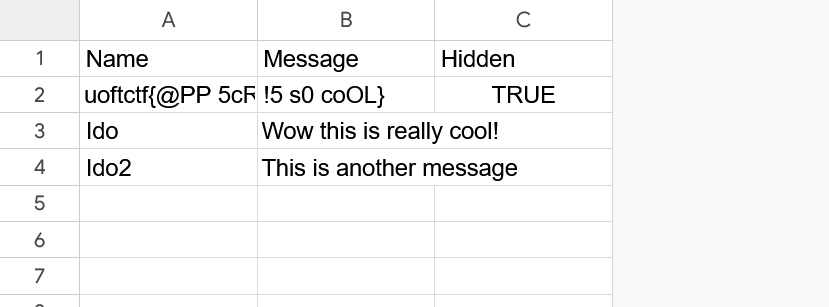 A B C
1 Name Message Hidden
2 uoftctf{@PP 5cR !5 s0 coOL} TRUE
3 Ido Wow this is really cool!
4 Ido2 This is another message
5
6
7